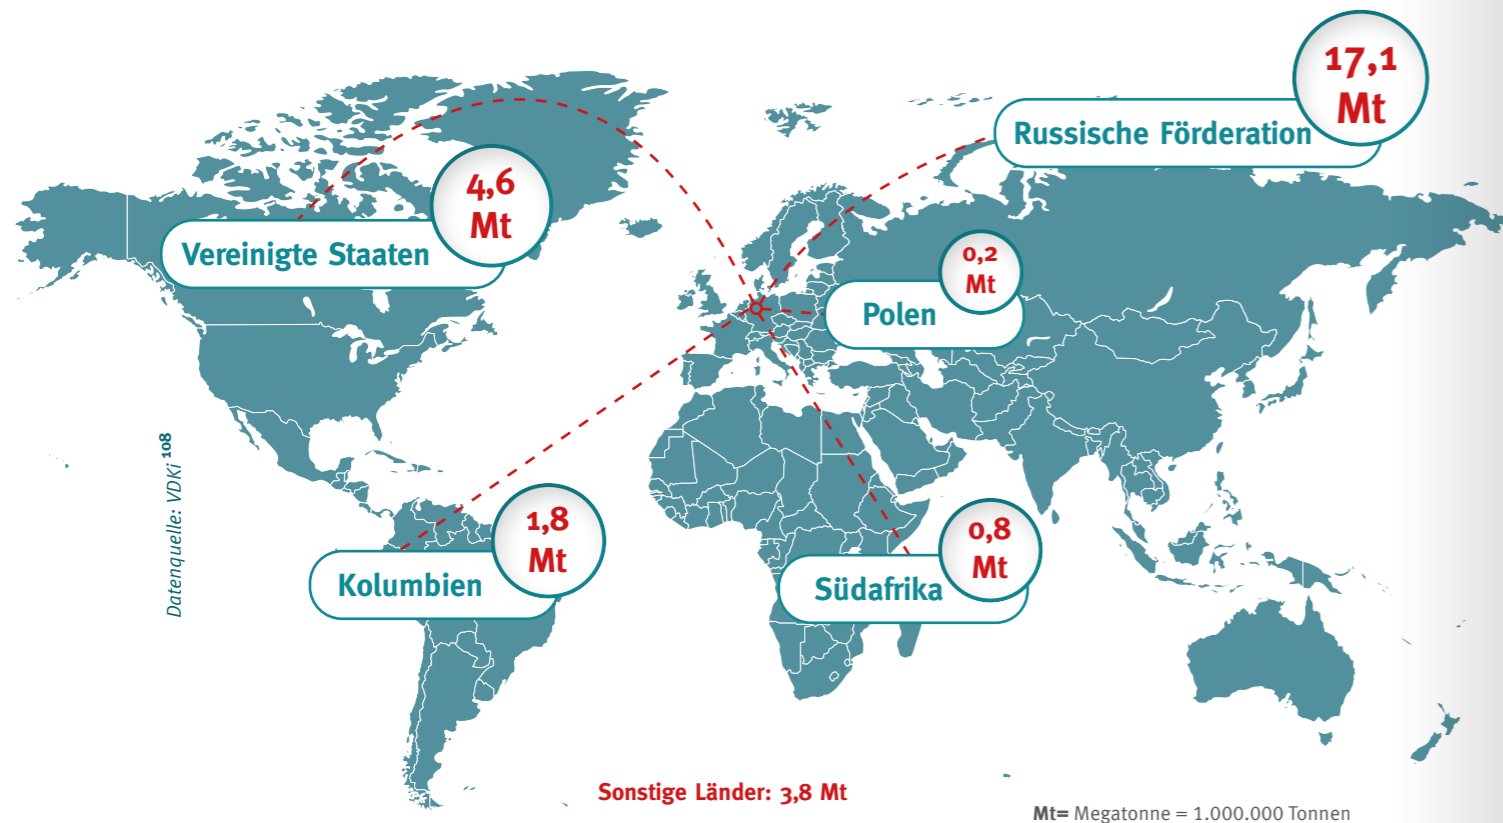 17,1
Mt
Russische Förderation
4,6
Mt
Vereinigte Staaten
0,2
Mt
Polen
Datenquelle: VDKi 108
1,8
Mt
Kolumbien
0,8
Mt
Südafrika
Sonstige Länder: 3,8 Mt
Mt= Megatonne = 1.000.000 Tonnen